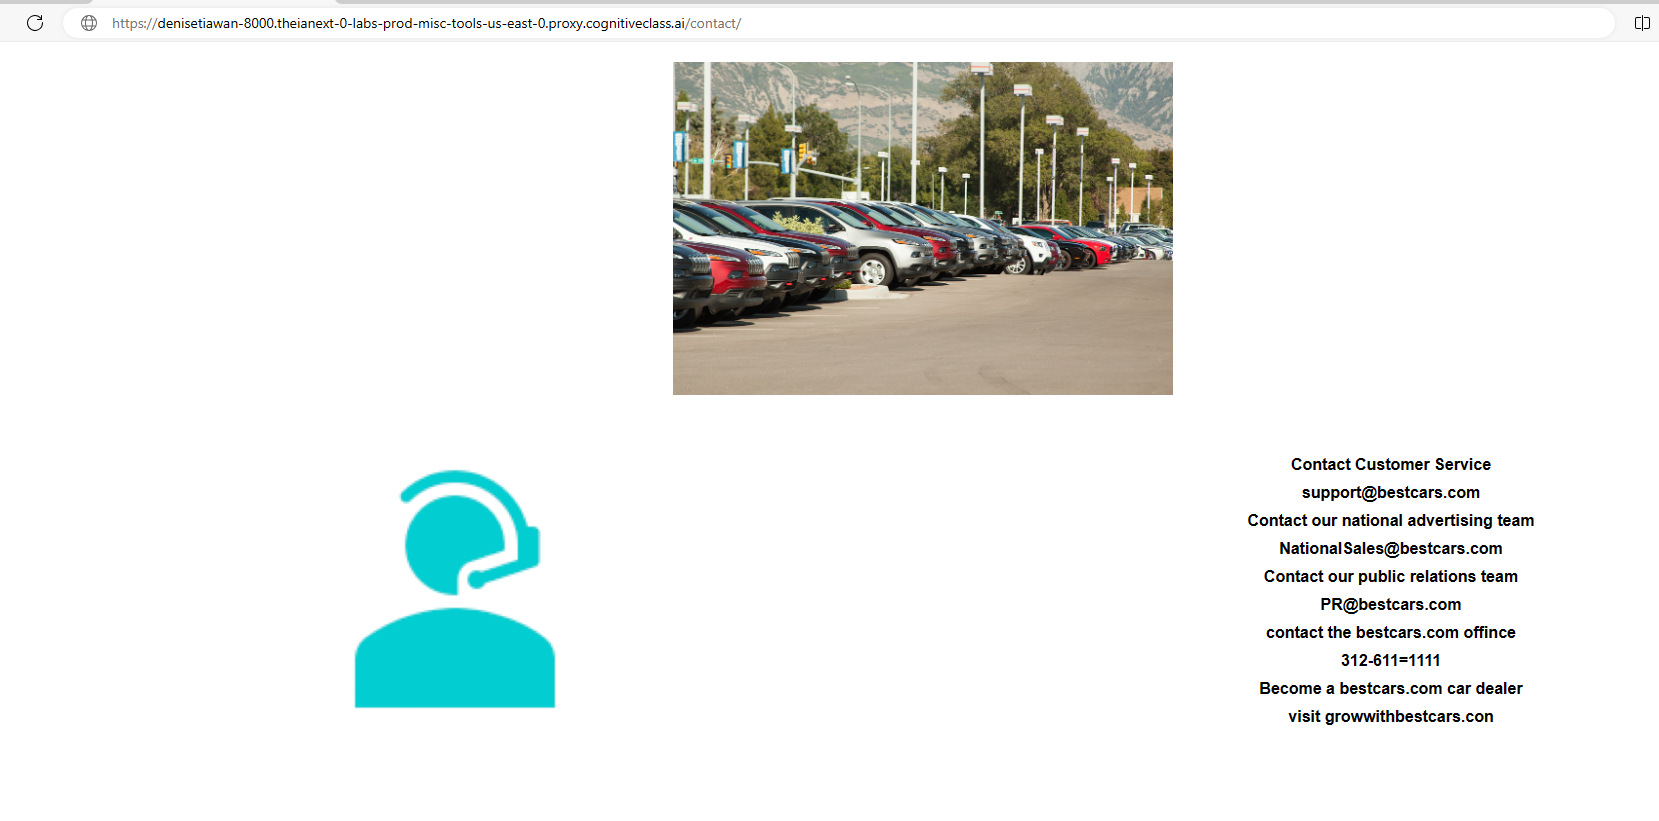 https://denisetiawan-8000.theianext-0-labs-prod-misc-tools-us-east-0.proxy.cognitiveclass.ai/contact/
Contact Customer Service
support@bestcars.com
Contact our national advertising team
NationalSales@bestcars.com
Contact our public relations team
PR@bestcars.com
contact the bestcars.com offince
312-611=1111
Become a bestcars.com car dealer
visit growwithbestcars.con